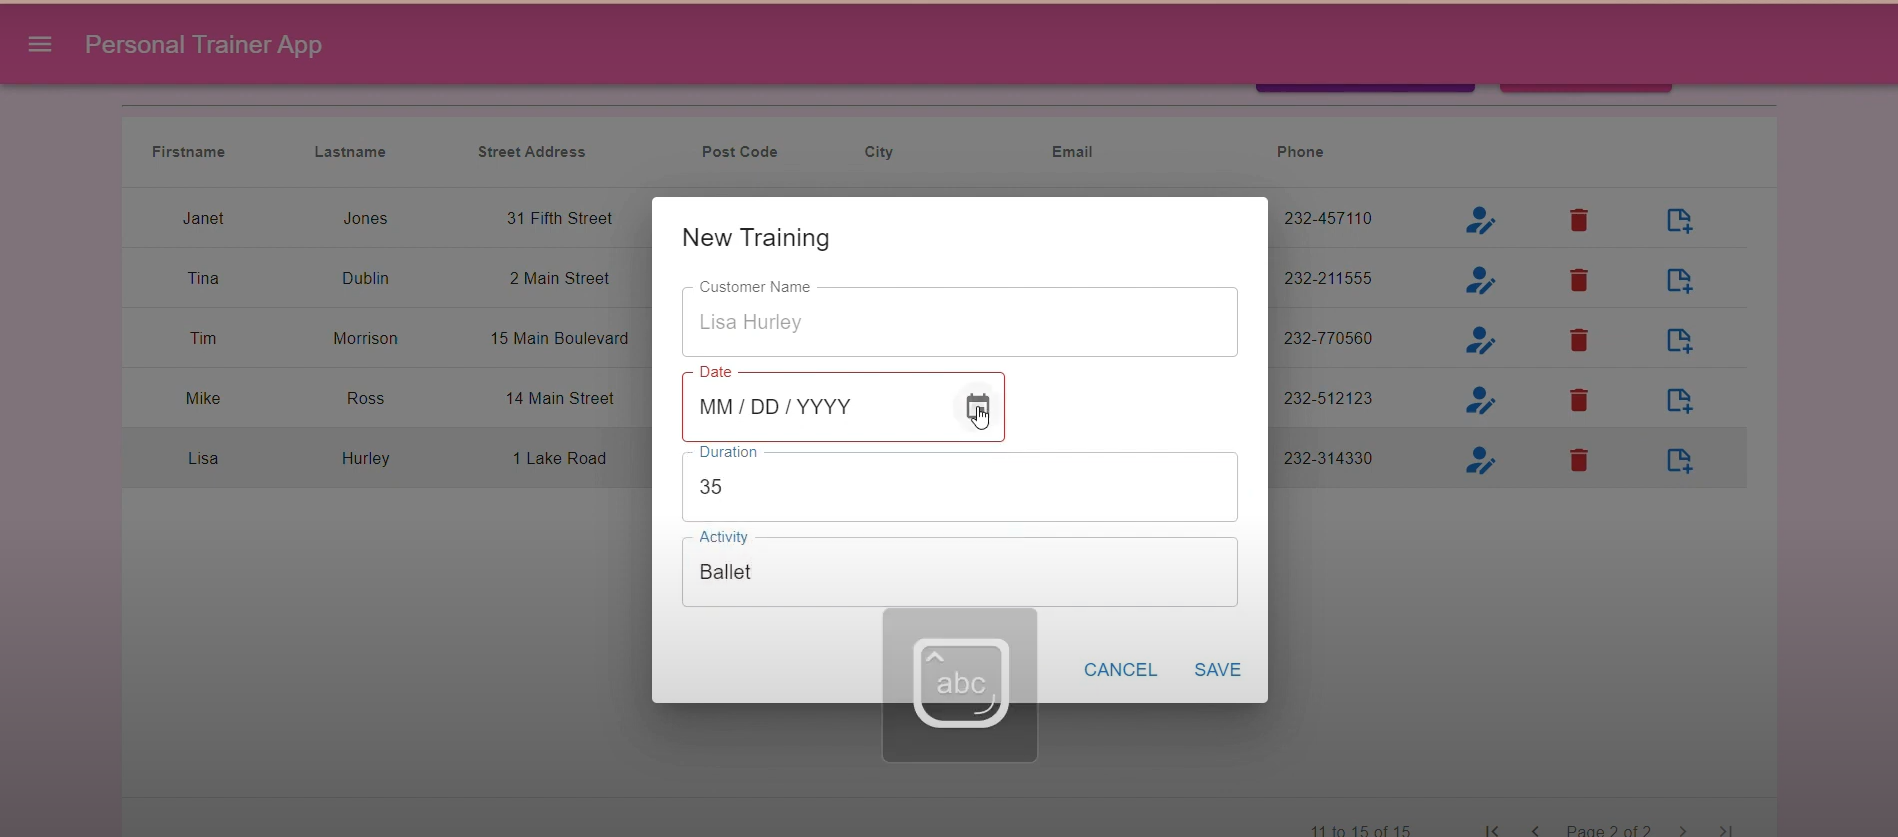 Personal Trainer App
Firstname Lastname Street Address Post Code City Email Phone
Janet Jones 31 Fifth Street 232-457110
Tina Dublin 2 Main Street 232-211555
Tim Morrison 15 Main Boulevard 232-770560
Mike Ross 14 Main Street 232-512123
Lisa Hurley 1 Lake Road 232-314330
New Training
Customer Name
Lisa Hurley
Date
MM / DD / YYYY
Duration
35
Activity
Ballet
abc
CANCEL SAVE
11 to 15 of 15 Page 2 of 2